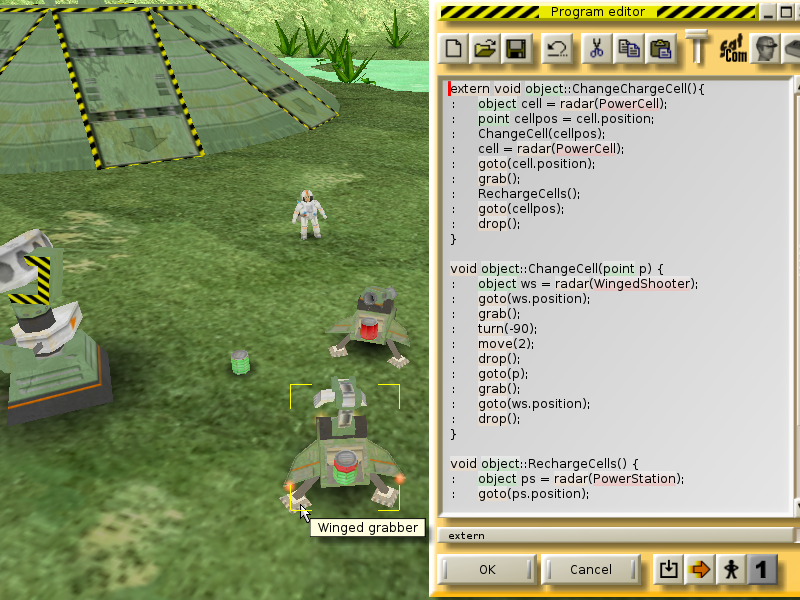 Program editor
sat
Com
extern void object::ChangeChargeCell(){
: object cell = radar(PowerCell);
: point cellpos = cell.position;
: ChangeCell(cellpos);
: cell = radar(PowerCell);
: goto(cell.position);
: grab();
: RechargeCells();
: goto(cellpos);
: drop();
}
void object::ChangeCell(point p) {
: object ws = radar(WingedShooter);
: goto(ws.position);
: grab();
: turn(-90);
: move(2);
: drop();
: goto(p);
: grab();
: goto(ws.position);
: drop();
}
void object::RechargeCells() {
: object ps = radar(PowerStation);
: goto(ps.position);
Winged grabber
extern
OK Cancel 1